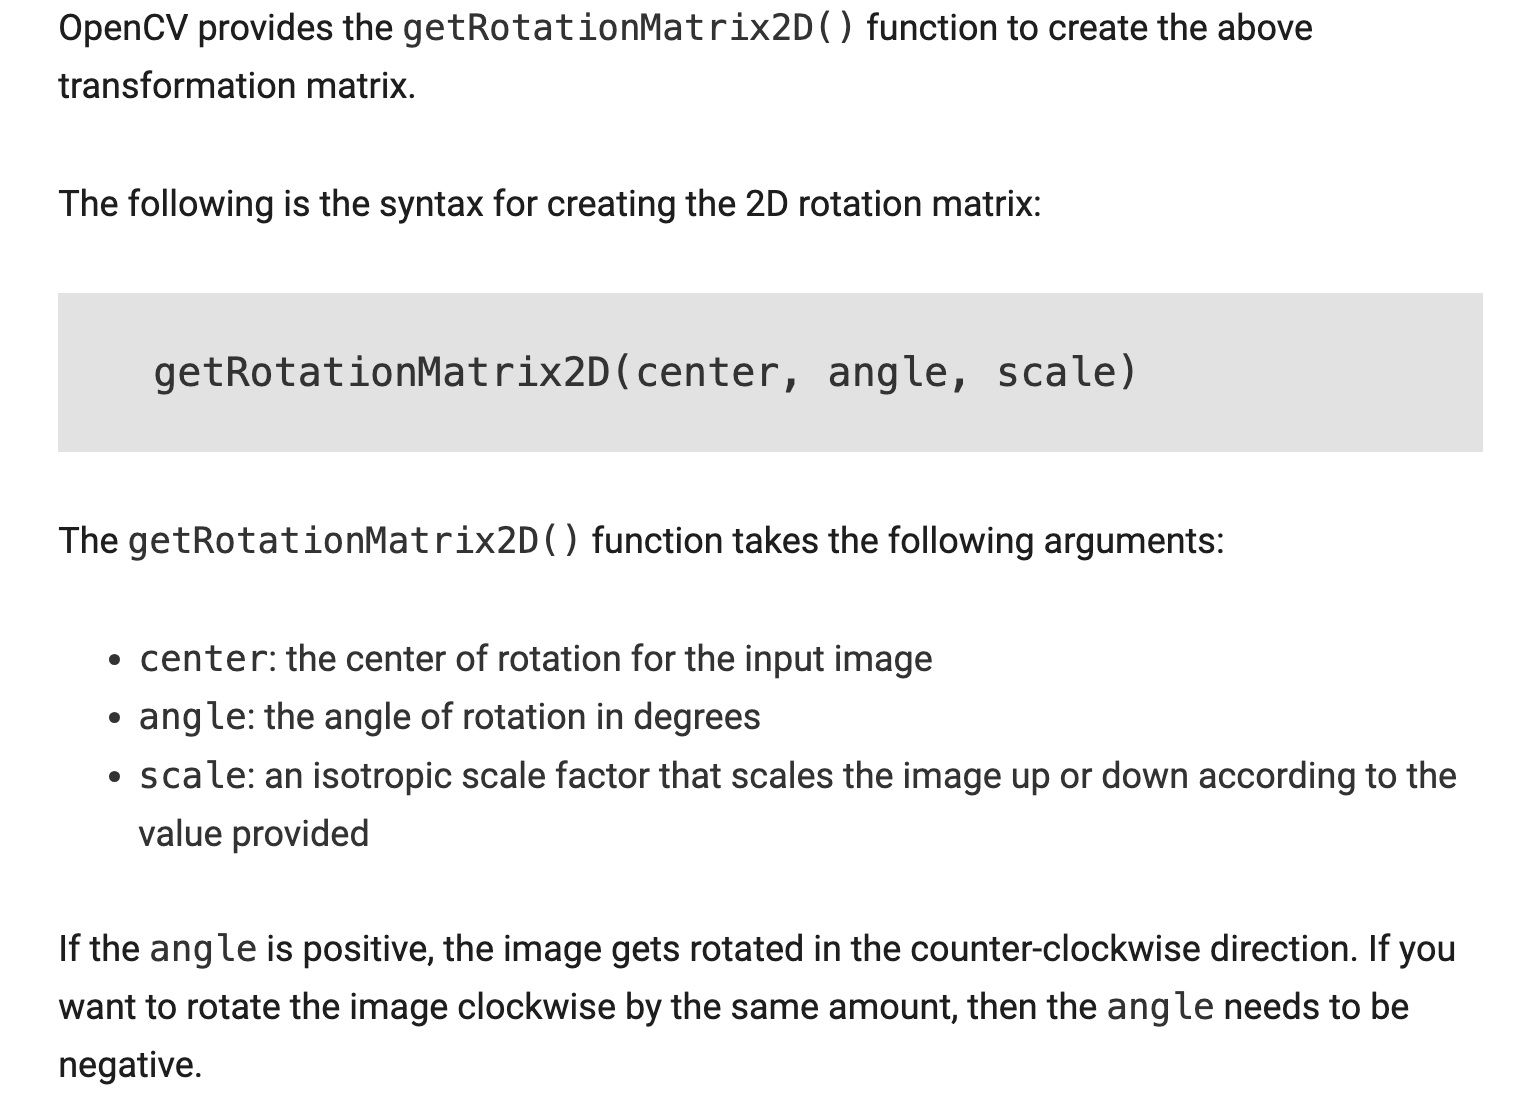 OpenCV provides the getRotationMatrix2D() function to create the above
transformation matrix.
The following is the syntax for creating the 2D rotation matrix:
getRotationMatrix2D(center, angle, scale)
The getRotationMatrix2D() function takes the following arguments:
• center: the center of rotation for the input image
• angle: the angle of rotation in degrees
• scale: an isotropic scale factor that scales the image up or down according to the
value provided
If the angle is positive, the image gets rotated in the counter-clockwise direction. If you
want to rotate the image clockwise by the same amount, then the angle needs to be
negative.